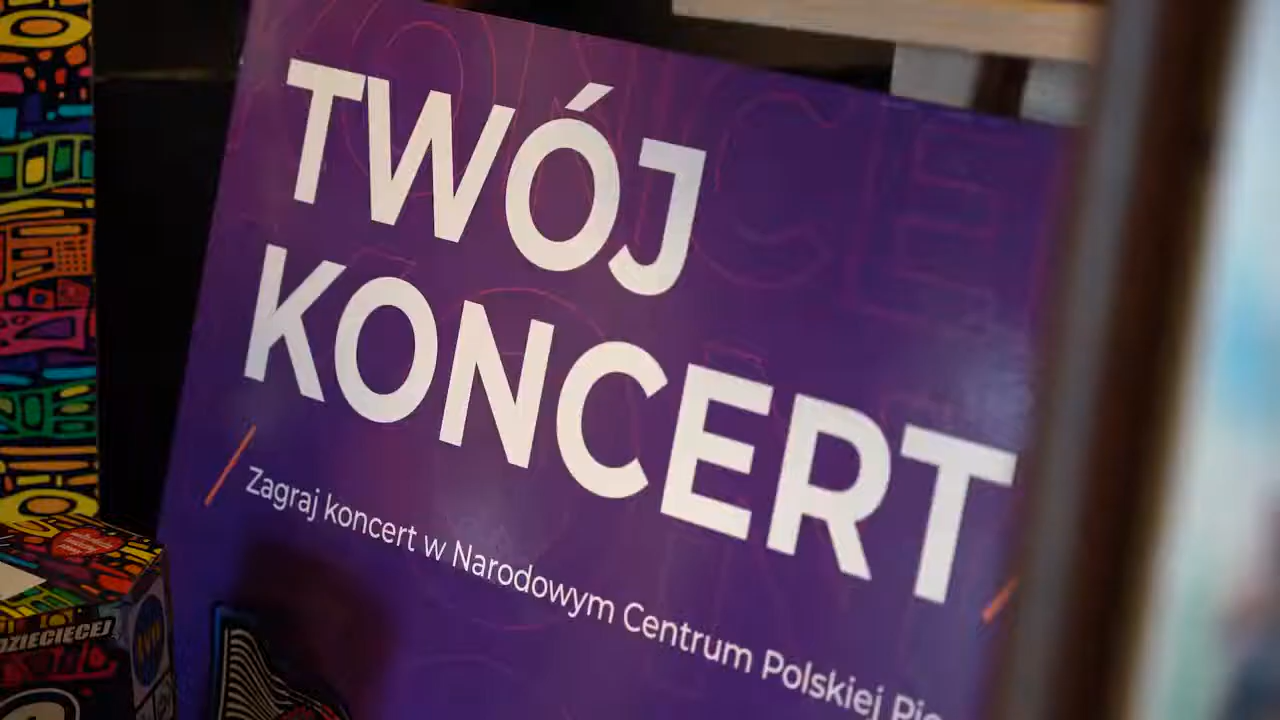 TWÓJ
KONCERT
Zagraj koncert w Narodowym Centrum Polskiej
DZIECIĘCEJ